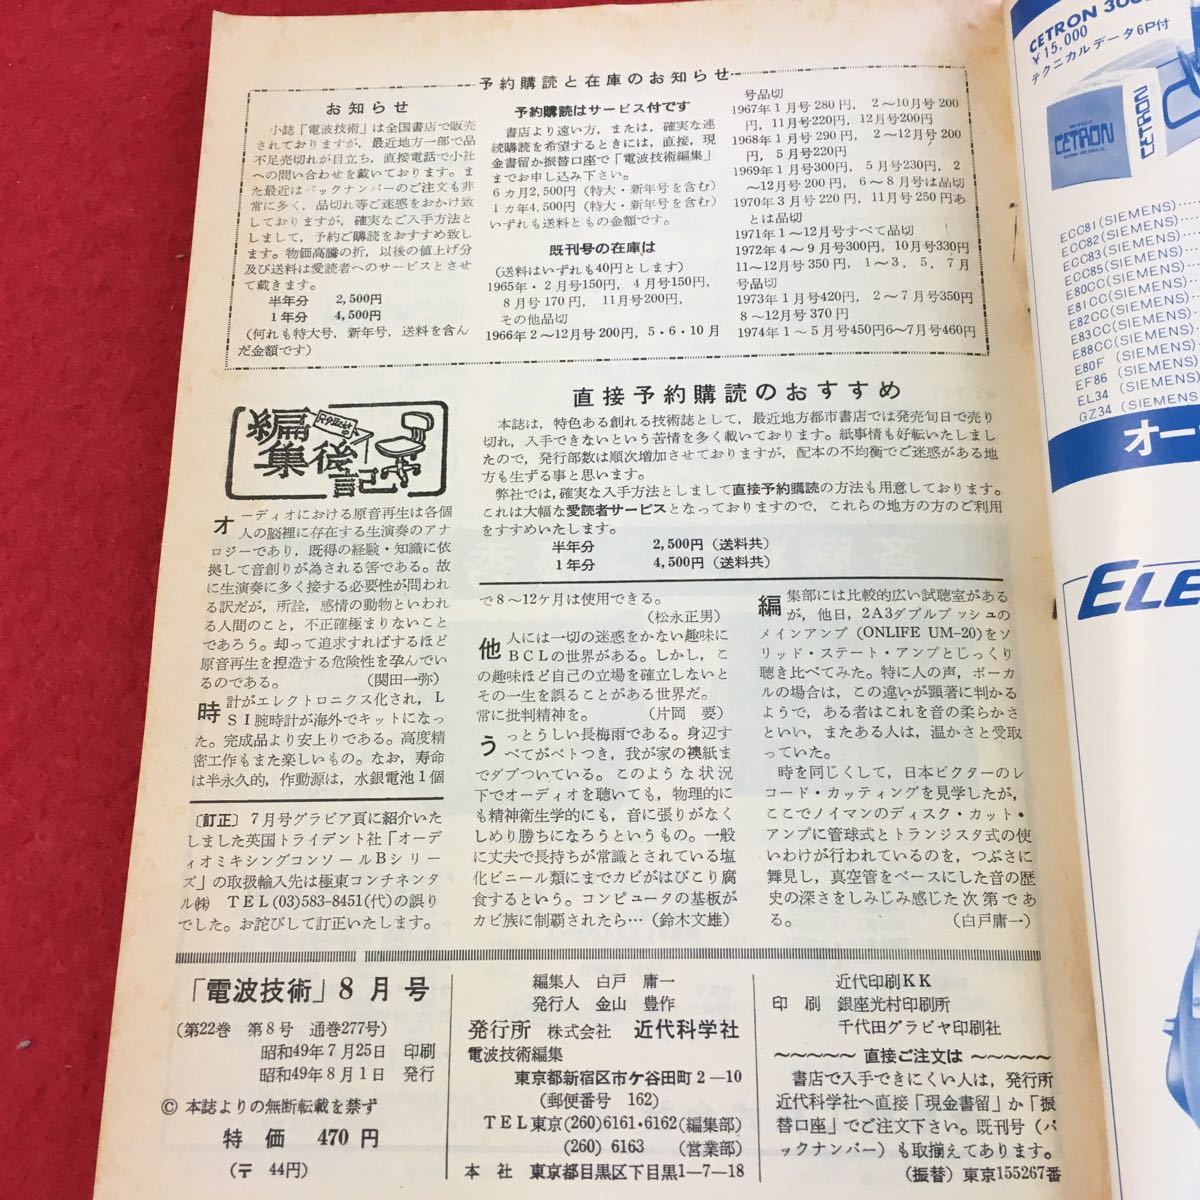 予約購読と在庫のお知らせ
お知らせ
小誌「電波技術」は全国書店で販売
されておりますが，最近地方一部で品
不足売切れが目立ち，直接電話で小社
への問い合わせを戴いております。ま
た最近はバックナンバーのご注文も非
常に多く，品切れ等ご迷惑をおかけ致
しておりますが，確実なご入手方法と
しまして，予約ご購読をおすすめ致し
ます。物価高騰の折，以後の値上げ分
及び送料は愛読者へのサービスとさせ
て戴きます。
半年分 2,500円
1年分 4,500円
(何れも特大号，新年号，送料を含ん
だ金額です)
予約購読はサービス付です
書店より遠い方，または，確実な連
続購読を希望するときには，直接，現
金書留か振替口座で「電波技術編集」
までお申し込み下さい。
6ヵ月2,500円（特大・新年号を含む）
1ヵ年4,500円（特大・新年号を含む）
いずれも送料ともの金額です。
既刊号の在庫は
(送料はいずれも40円とします)
1965年・2月号150円，4月号150円，
8月号170円，11月号200円，
その他品切
1966年2〜12月号200円，5・6・10月
号品切
1967年1月号280円，2〜10月号200
円，11月号220円，12月号200円
1968年1月号290円，2〜12月号200
円，5月号220円
1969年1月号300円，5月号230円，2
〜12月号200円，6〜8月号は品切
1970年3月号220円，11月号250円あ
とは品切
1971年1〜12月号すべて品切
1972年4〜9月号300円，10月号330円
11〜12月号350円，1〜3，5，7月
号品切
1973年1月号420円，2〜7月号350円
8〜12月号370円
1974年1〜5月号450円6〜7月号460円
編集後記
直接予約購読のおすすめ
本誌は，特色ある創れる技術誌として，最近地方都市書店では発売旬日で売り
切れ，入手できないという苦情を多く戴いております。紙事情も好転いたしまし
たので，発行部数は順次増加させておりますが，配本の不均衡でご迷惑がある地
方も生ずる事と思います。
弊社では，確実な入手方法としまして直接予約購読の方法も用意しております。
これは大幅な愛読者サービスとなっておりますので，これらの地方の方のご利用
をすすめいたします。
半年分 2,500円（送料共）
1年分 4,500円（送料共）
オーディオにおける原音再生は各個
人の脳裡に存在する生演奏のアナ
ロジーであり，既得の経験・知識に依
拠して音創りが為される筈である。故
に生演奏に多く接する必要性が問われ
る訳だが，所詮，感情の動物といわれ
る人間のこと，不正確極まりないこと
であろう。却って追求すればするほど
原音再生を捏造する危険性を孕んでい
るのである。 （関田一弥）
時計がエレクトロニクス化され，L
SI腕時計が海外でキットになっ
た。完成品より安上りである。高度精
密工作もまた楽しいもの。なお，寿命
は半永久的，作動源は，水銀電池1個
で8〜12ケ月は使用できる。
（松永正男）
他人には一切の迷惑をかない趣味に
BCLの世界がある。しかし，こ
の趣味ほど自己の立場を確立しないと
その一生を誤ることがある世界だ。
常に批判精神を。 （片岡 要）
うっとうしい長梅雨である。身辺す
べてがベトつき，我が家の襖紙ま
でダブついている。このような状況
下でオーディオを聴いても，物理的に
も精神衛生学的にも，音に張りがなく
しめり勝ちになろうというもの。一般
に丈夫で長持ちが常識とされている塩
化ビニール類にまでカビがはびこり腐
食するという。コンピュータの基板が
カビ族に制覇されたら…（鈴木文雄）
編集部には比較的広い試聴室がある
が，他日，2A3ダブルプッシュの
メインアンプ(ONLIFE UM-20)をソ
リッド・ステート・アンプとじっくり
聴き比べてみた。特に人の声，ボーカ
ルの場合は，この違いが顕著に判かる
ようで，ある者はこれを音の柔らかさ
といい，またある人は，温かさと受取
っていた。
時を同じくして，日本ビクターのレ
コード・カッティングを見学したが，
ここでノイマンのディスク・カット・
アンプに管球式とトランジスタ式の使
いわけが行われているのを，つぶさに
舞見し，真空管をベースにした音の歴
史の深さをしみじみ感じた次第であ
る。 （白戸庸一）
〔訂正〕7月号グラビア頁に紹介いた
しました英国トライデント社「オーデ
ィオミキシングコンソールBシリー
ズ」の取扱輸入先は極東コンチネンタ
ル㈱ TEL(03)583-8451(代)の誤り
でした。お詫びして訂正いたします。
「電波技術」8月号
(第22巻 第8号 通巻277号)
昭和49年7月25日 印刷
昭和49年8月1日 発行
© 本誌よりの無断転載を禁ず
特価 470円
(〒 44円)
編集人 白戸 庸一
発行人 金山 豊作
発行所 株式会社 近代科学社
電波技術編集
東京都新宿区市ケ谷田町2—10
(郵便番号 162)
TEL東京(260)6161・6162(編集部)
(260) 6163 (営業部)
本社 東京都目黒区下目黒1—7—18
近代印刷KK
印刷 銀座光村印刷所
千代田グラビヤ印刷社
〜〜〜〜〜 直接ご注文は 〜〜〜〜〜
書店で入手できにくい人は，発行所
近代科学社へ直接「現金書留」か「振
替口座」でご注文下さい。既刊号（バ
ックナンバー）も取揃えてあります。
(振替) 東京155267番
CETRON 300
¥15,000
テクニカルデータ6P付
CETRON
CETRON
ECC81 (SIEMENS)
ECC82 (SIEMENS)
ECC83 (SIEMENS)
ECC85 (SIEMENS)
E80CC (SIEMENS)
E81CC (SIEMENS)
E82CC (SIEMENS)
E83CC (SIEMENS)
E88CC (SIEMENS)
E80F (SIEMENS)
EF86 (SIEMENS)
EL34 (SIEMENS)
GZ34 (SIEMENS
オー
ELE